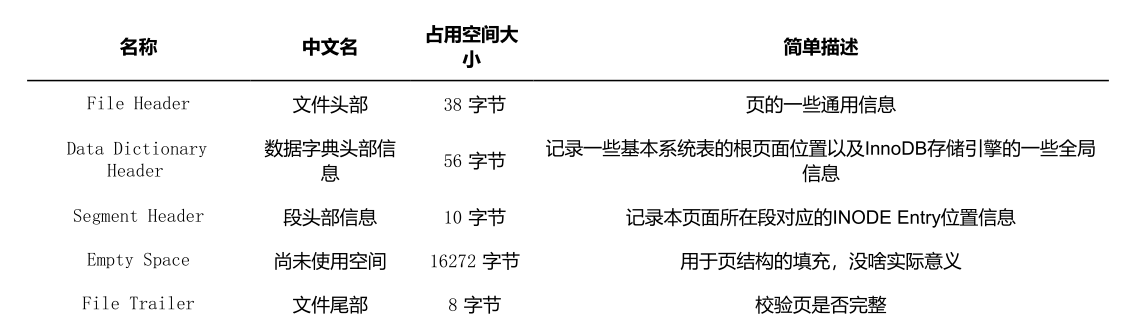 名称 中文名 占用空间大小 简单描述
File Header 文件头部 38 字节 页的一些通用信息
Data Dictionary Header 数据字典头部信息 56 字节 记录一些基本系统表的根页面位置以及InnoDB存储引擎的一些全局信息
Segment Header 段头部信息 10 字节 记录本页面所在段对应的INODE Entry位置信息
Empty Space 尚未使用空间 16272 字节 用于页结构的填充，没啥实际意义
File Trailer 文件尾部 8 字节 校验页是否完整